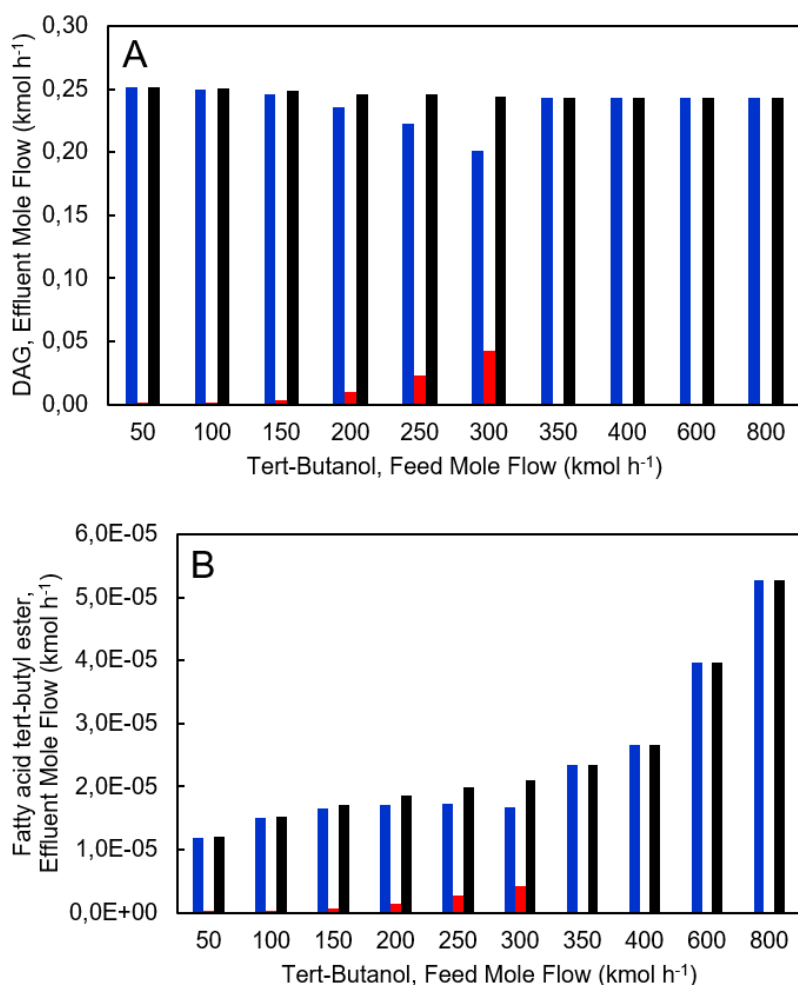 A
0,30
0,25
0,20
0,15
0,10
0,05
0,00
DAG, Effluent Mole Flow (kmol h-1)
50 100 150 200 250 300 350 400 600 800
Tert-Butanol, Feed Mole Flow (kmol h-1)
B
6,0E-05
5,0E-05
4,0E-05
3,0E-05
2,0E-05
1,0E-05
0,0E+00
Fatty acid tert-butyl ester,
Effluent Mole Flow (kmol h-1)
50 100 150 200 250 300 350 400 600 800
Tert-Butanol, Feed Mole Flow (kmol h-1)